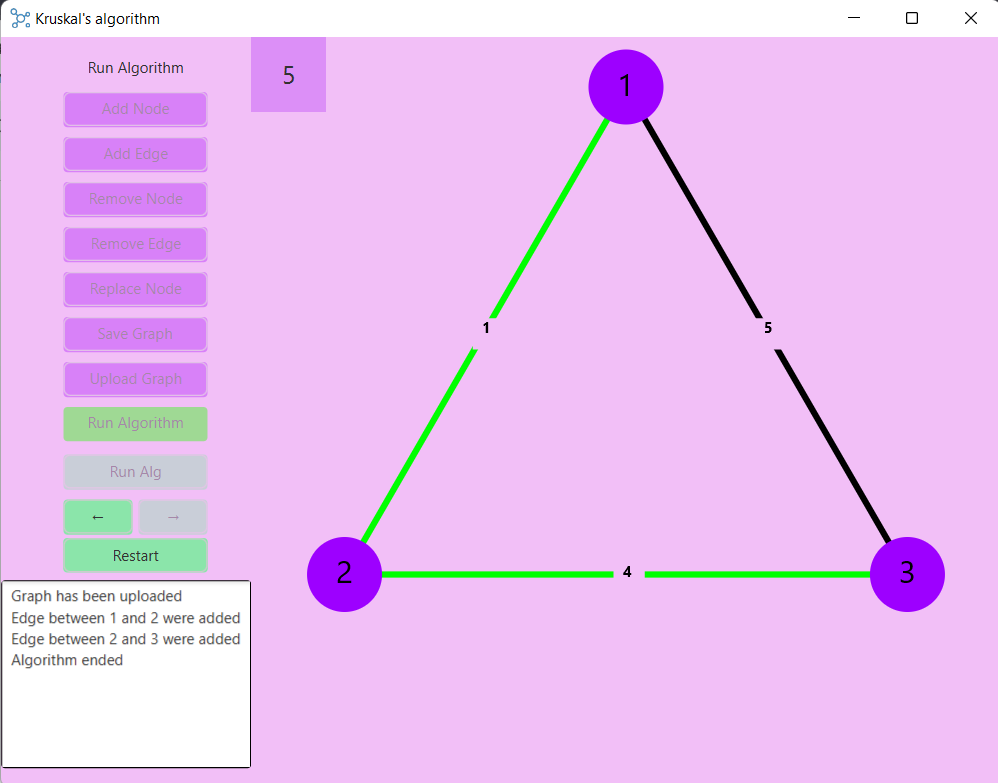 Kruskal's algorithm
Run Algorithm
Add Node
Add Edge
Remove Node
Remove Edge
Replace Node
Save Graph
Upload Graph
Run Algorithm
Run Alg
← →
Restart
Graph has been uploaded
Edge between 1 and 2 were added
Edge between 2 and 3 were added
Algorithm ended
5
1
1
5
2
4
3